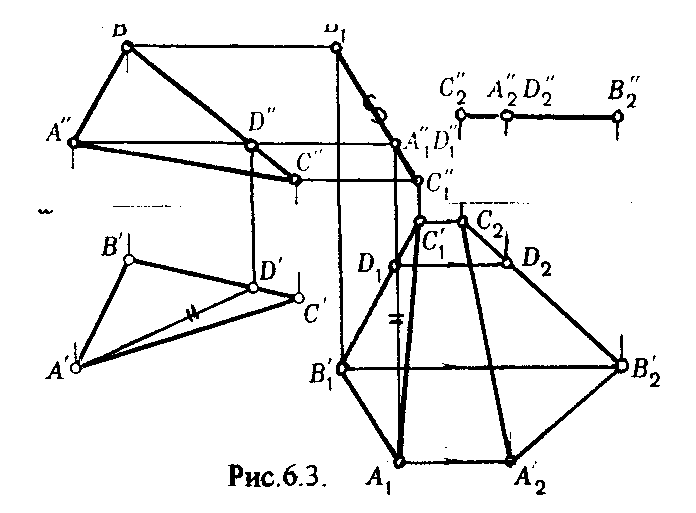 B B₁
C₂'' A₂'' D₂'' B₂''
A'' D'' A₁'' D₁''
C'' C₁''
B' C₁' C₂
D' D₁ D₂
C'
A' B₁' B₂'
Рис.6.3. A₁ A₂'